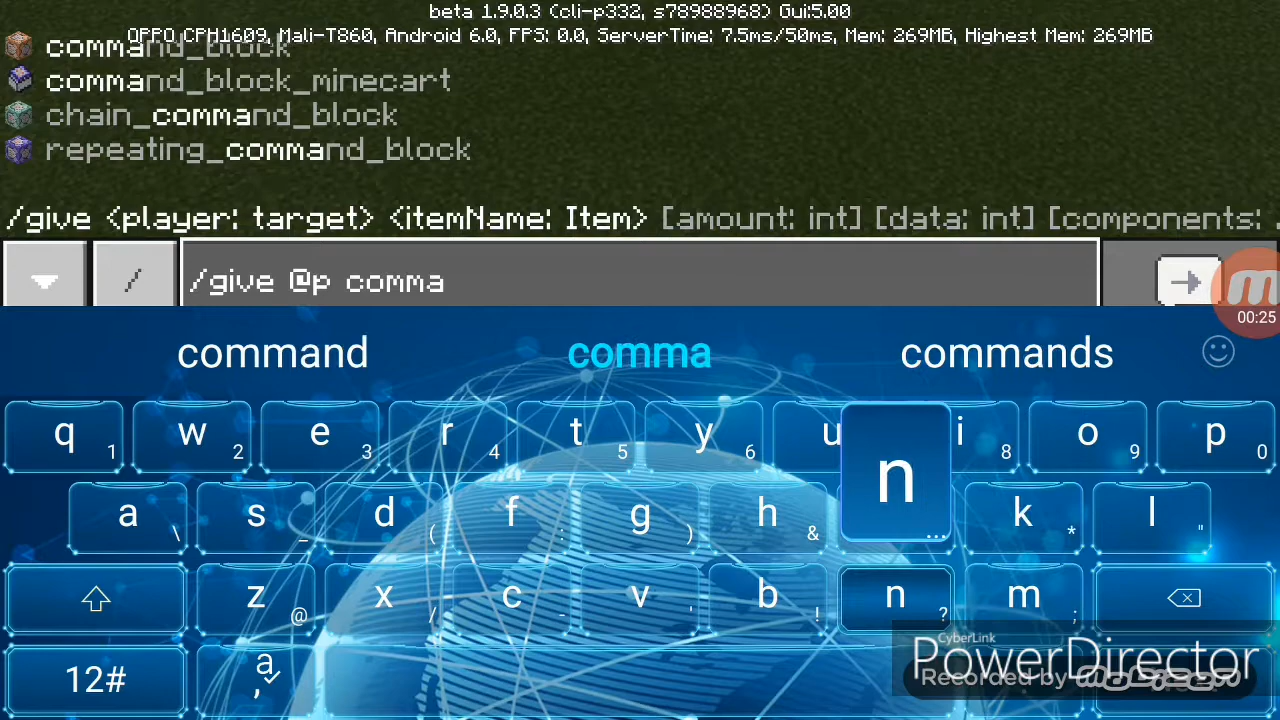 beta 1.9.0.3 (cli-p332, s78988968) Gui:5.00
OPPO CPH1609, Mali-T860, Android 6.0, FPS: 0.0, ServerTime: 7.5ms/50ms, Mem: 269MB, Highest Mem: 269MB
command_block
command_block_minecart
chain_command_block
repeating_command_block
/give <player: target> <itemName: Item> [amount: int] [data: int] [components:
/
/give @p comma
00:25
command comma commands
q 1 w 2 e 3 r 4 t 5 y 6 u i 8 o 9 p 0
n ...
a \ s _ d ( f : g ) h & k * l "
z @ x / c - v ' b ! n ? m ;
CyberLink
PowerDirector
12# a ,
Recorded by